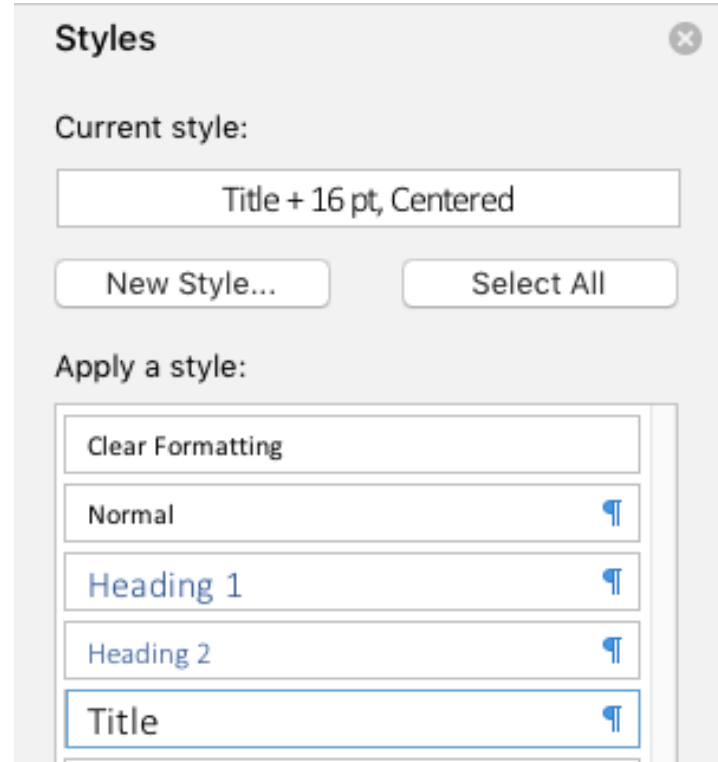 Styles
Current style:
Title + 16 pt, Centered
New Style... Select All
Apply a style:
Clear Formatting
Normal ¶
Heading 1 ¶
Heading 2 ¶
Title ¶